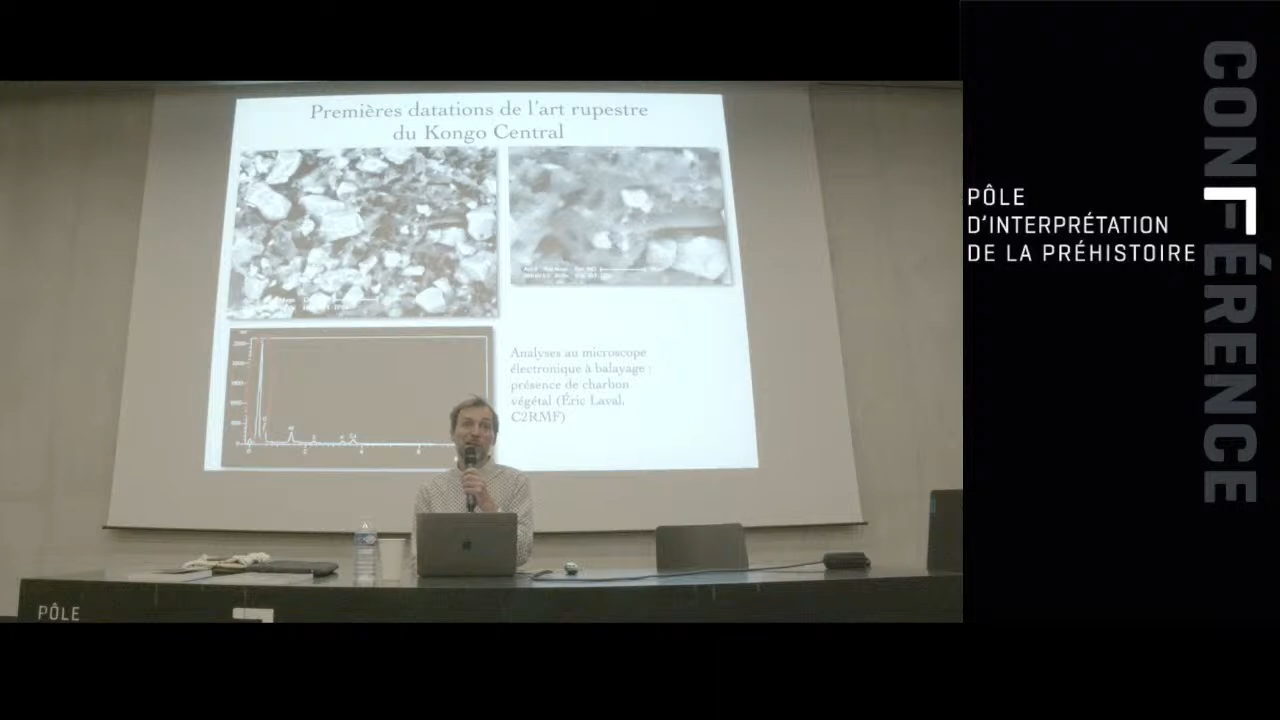 Premières datations de l'art rupestre
du Kongo Central
Analyses au microscope
électronique à balayage :
présence de charbon
végétal (Éric Laval,
C2RMF)
PÔLE
PÔLE
D'INTERPRÉTATION
DE LA PRÉHISTOIRE
CONFÉRENCE